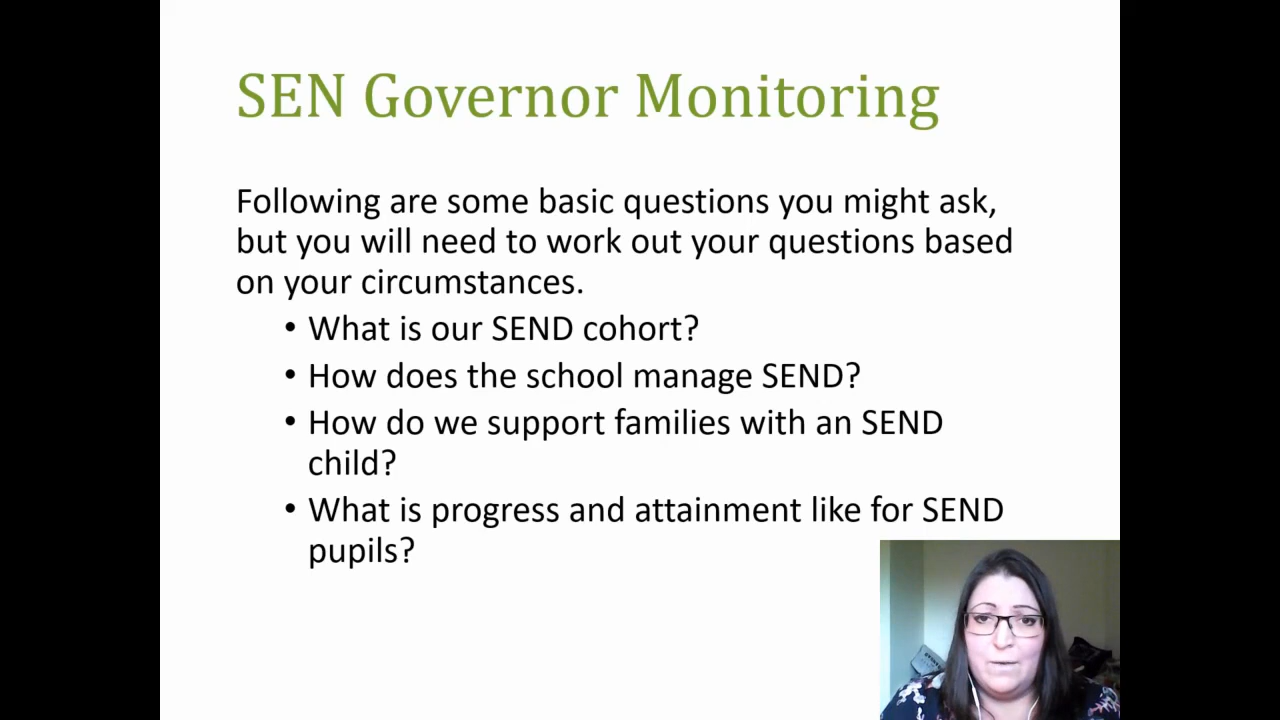 SEN Governor Monitoring
Following are some basic questions you might ask,
but you will need to work out your questions based
on your circumstances.
• What is our SEND cohort?
• How does the school manage SEND?
• How do we support families with an SEND
child?
• What is progress and attainment like for SEND
pupils?